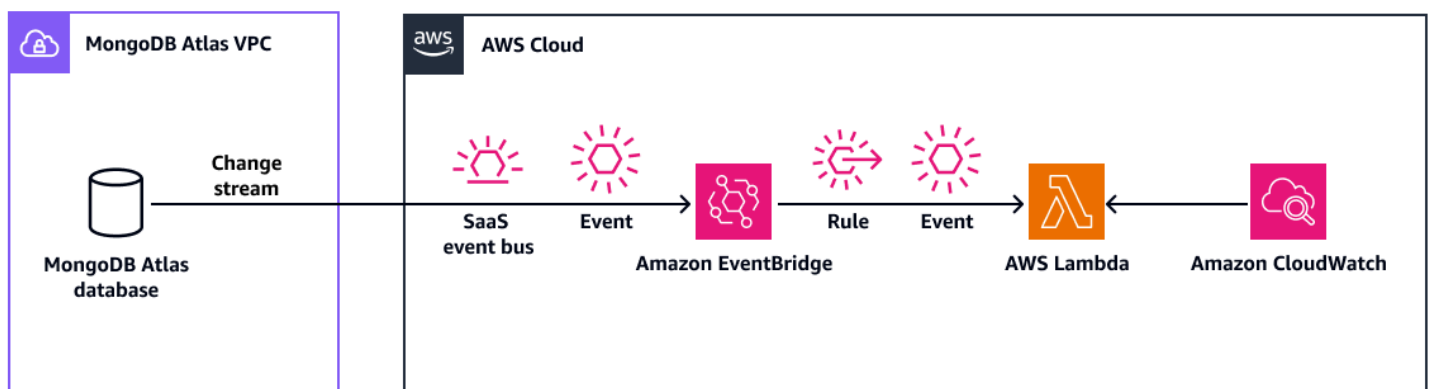 MongoDB Atlas VPC
aws
AWS Cloud
Change
stream
SaaS
event bus
Event
Rule
Event
MongoDB Atlas
database
Amazon EventBridge
AWS Lambda
Amazon CloudWatch